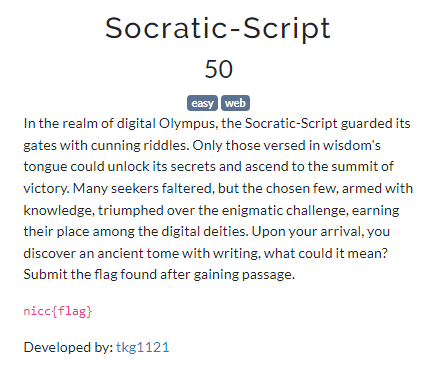 Socratic-Script
50
easy web
In the realm of digital Olympus, the Socratic-Script guarded its
gates with cunning riddles. Only those versed in wisdom's
tongue could unlock its secrets and ascend to the summit of
victory. Many seekers faltered, but the chosen few, armed with
knowledge, triumphed over the enigmatic challenge, earning
their place among the digital deities. Upon your arrival, you
discover an ancient tome with writing, what could it mean?
Submit the flag found after gaining passage.
nicc{flag}
Developed by: tkg1121